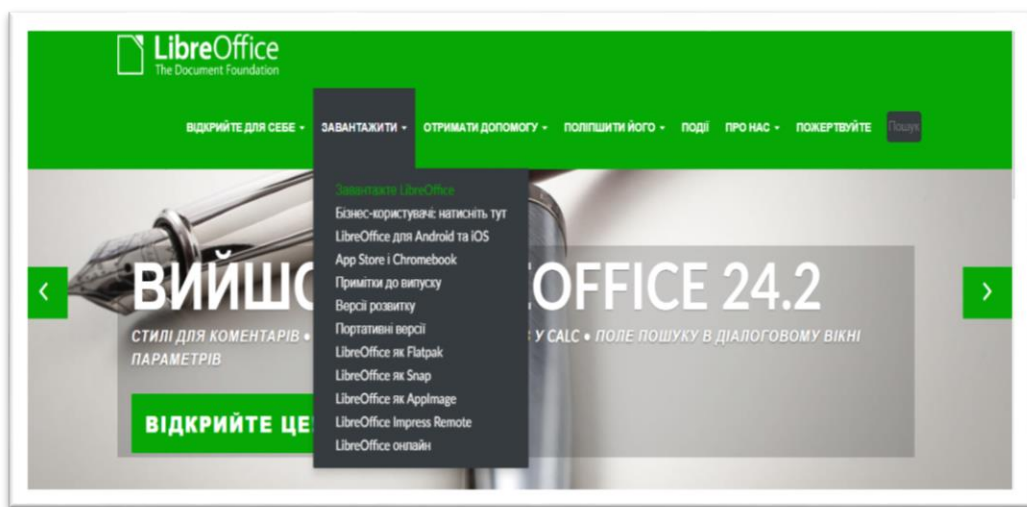 LibreOffice
The Document Foundation
ВІДКРИЙТЕ ДЛЯ СЕБЕ ЗАВАНТАЖИТИ ОТРИМАТИ ДОПОМОГУ ПОЛІПШИТИ ЙОГО ПОДІЇ ПРО НАС ПОЖЕРТВУЙТЕ Пошук
Завантажте LibreOffice
Бізнес-користувачі: натисніть тут
LibreOffice для Android та iOS
App Store і Chromebook
Примітки до випуску
Версії розвитку
Портативні версії
LibreOffice як Flatpak
LibreOffice як Snap
LibreOffice як AppImage
LibreOffice Impress Remote
LibreOffice онлайн
ВИЙШО OFFICE 24.2
СТИЛІ ДЛЯ КОМЕНТАРІВ • У CALC • ПОЛЕ ПОШУКУ В ДІАЛОГОВОМУ ВІКНІ
ПАРАМЕТРІВ
ВІДКРИЙТЕ ЦЕ